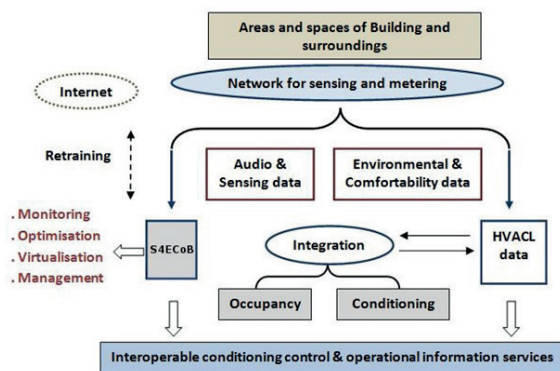 Areas and spaces of Building and
surroundings
Network for sensing and metering
Internet
Retraining
Audio &
Sensing data
Environmental &
Comfortability data
. Monitoring
. Optimisation
. Virtualisation
. Management
S4ECoB
Integration
HVACL
data
Occupancy
Conditioning
Interoperable conditioning control & operational information services